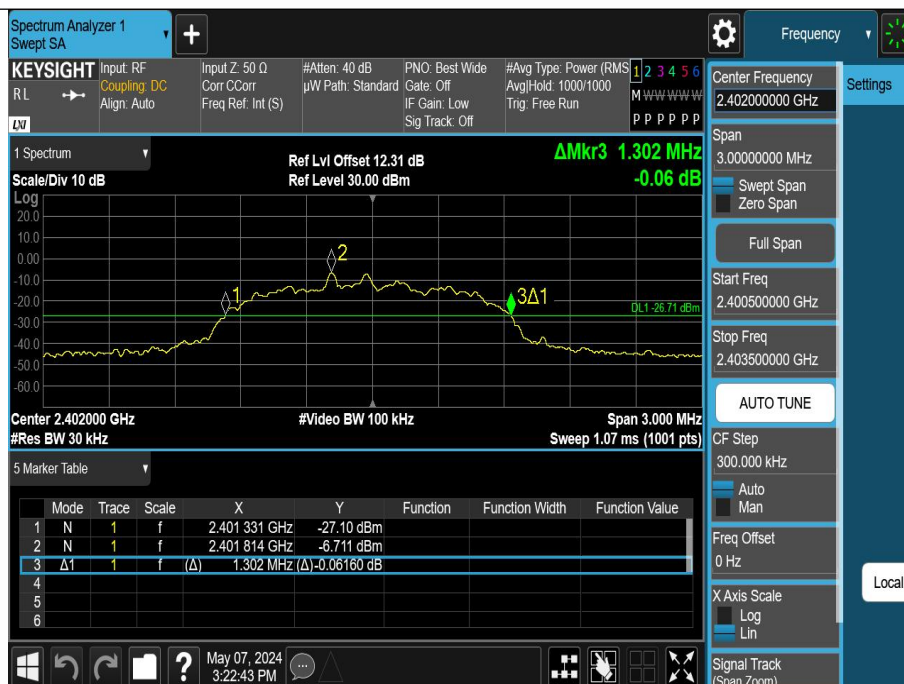 Spectrum Analyzer 1
Swept SA
+
Frequency
KEYSIGHT
R L
LXI
Input: RF
Coupling: DC
Align: Auto
Input Z: 50 Ω
Corr CCorr
Freq Ref: Int (S)
#Atten: 40 dB
µW Path: Standard
PNO: Best Wide
Gate: Off
IF Gain: Low
Sig Track: Off
#Avg Type: Power (RMS
Avg|Hold: 1000/1000
Trig: Free Run
1 2 3 4 5 6
M W W W W W
P P P P P P
1 Spectrum
Scale/Div 10 dB
Ref Lvl Offset 12.31 dB
Ref Level 30.00 dBm
ΔMkr3 1.302 MHz
-0.06 dB
Log
20.0
10.0
0.00
-10.0
-20.0
-30.0
-40.0
-50.0
-60.0
1
2
3Δ1
DL1 -26.71 dBm
Center 2.402000 GHz
#Video BW 100 kHz
Span 3.000 MHz
#Res BW 30 kHz
Sweep 1.07 ms (1001 pts)
5 Marker Table
Mode Trace Scale X Y Function Function Width Function Value
1 N 1 f 2.401 331 GHz -27.10 dBm
2 N 1 f 2.401 814 GHz -6.711 dBm
3 Δ1 1 f (Δ) 1.302 MHz (Δ) -0.06160 dB
4
5
6
?
May 07, 2024
3:22:43 PM
Center Frequency
2.402000000 GHz
Span
3.00000000 MHz
Swept Span
Zero Span
Full Span
Start Freq
2.400500000 GHz
Stop Freq
2.403500000 GHz
AUTO TUNE
CF Step
300.000 kHz
Auto
Man
Freq Offset
0 Hz
X Axis Scale
Log
Lin
Signal Track
(Span Zoom)
Settings
Local